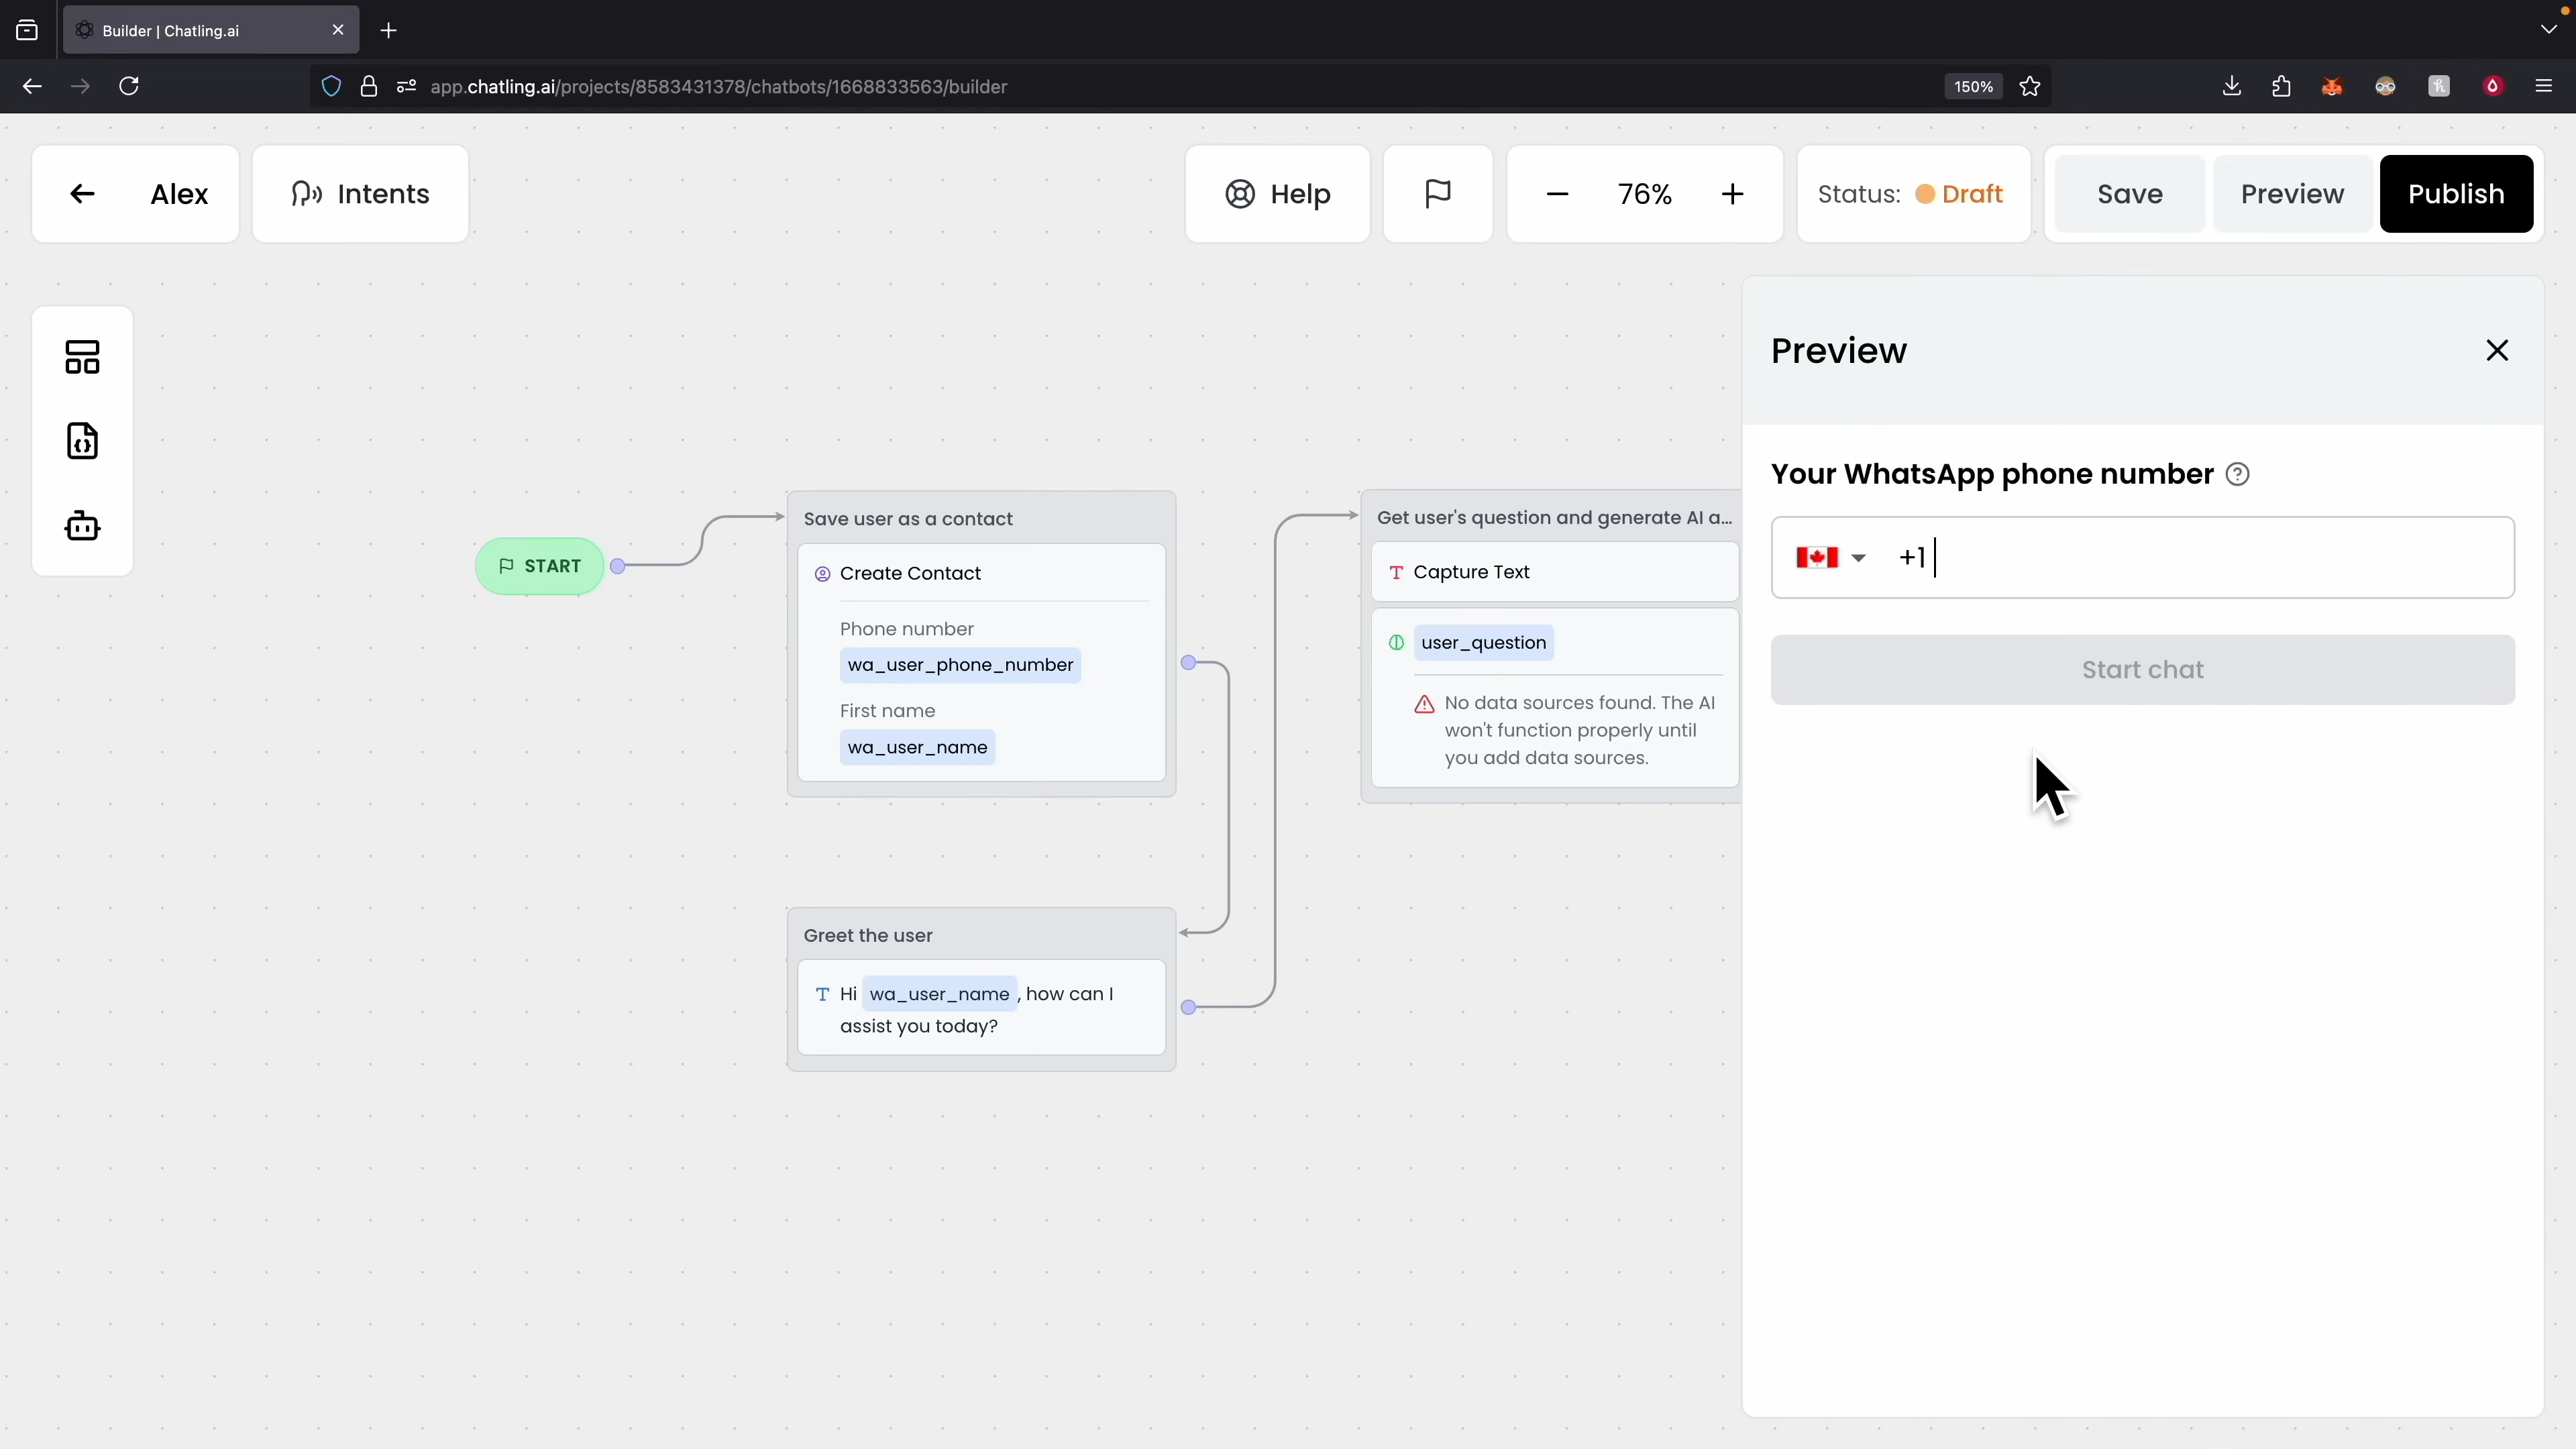 Builder | Chatling.ai
app.chatling.ai/projects/8583431378/chatbots/1668833563/builder
150%
Alex
Intents
Help
76%
Status: Draft
Save
Preview
Publish
START
Save user as a contact
Create Contact
Phone number
wa_user_phone_number
First name
wa_user_name
Greet the user
Hi wa_user_name , how can I
assist you today?
Get user's question and generate AI a...
Capture Text
user_question
No data sources found. The AI
won't function properly until
you add data sources.
Preview
Your WhatsApp phone number
+1
Start chat